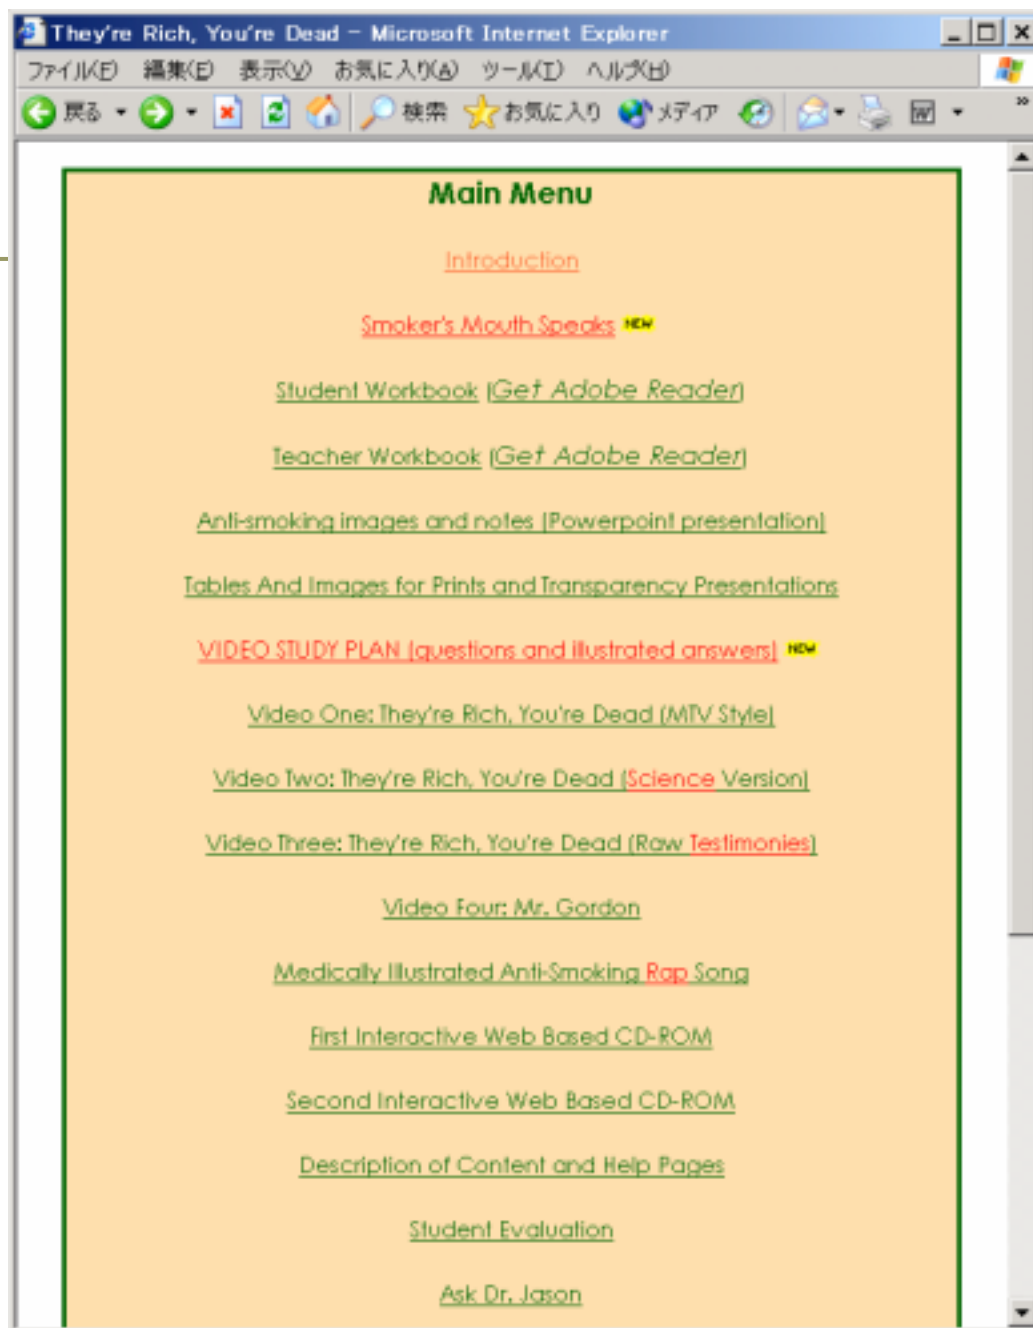 They're Rich, You're Dead - Microsoft Internet Explorer
ファイル(F) 編集(E) 表示(V) お気に入り(A) ツール(T) ヘルプ(H)
戻る 検索 お気に入り メディア W »
Main Menu
Introduction
Smoker's Mouth Speaks NEW
Student Workbook (Get Adobe Reader)
Teacher Workbook (Get Adobe Reader)
Anti-smoking images and notes (Powerpoint presentation)
Tables And Images for Prints and Transparency Presentations
VIDEO STUDY PLAN (questions and illustrated answers) NEW
Video One: They're Rich, You're Dead (MTV Style)
Video Two: They're Rich, You're Dead (Science Version)
Video Three: They're Rich, You're Dead (Raw Testimonies)
Video Four: Mr. Gordon
Medically Illustrated Anti-Smoking Rap Song
First Interactive Web Based CD-ROM
Second Interactive Web Based CD-ROM
Description of Content and Help Pages
Student Evaluation
Ask Dr. Jason